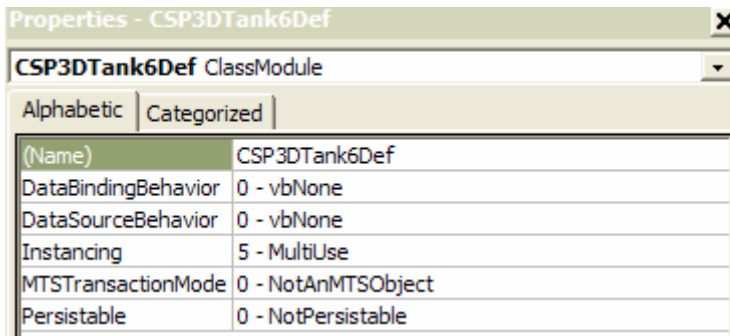 Properties - CSP3DTank6Def
CSP3DTank6Def ClassModule
Alphabetic Categorized
(Name) CSP3DTank6Def
DataBindingBehavior 0 - vbNone
DataSourceBehavior 0 - vbNone
Instancing 5 - MultiUse
MTSTransactionMode 0 - NotAnMTSObject
Persistable 0 - NotPersistable